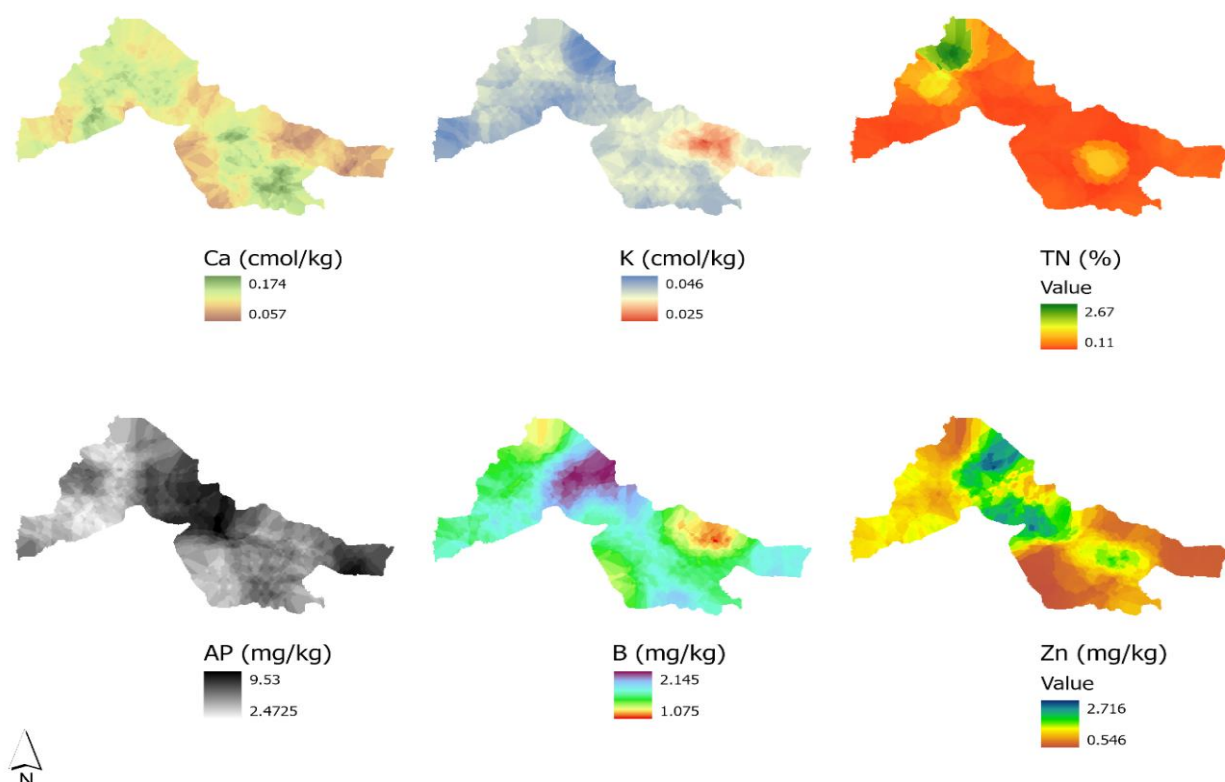 Ca (cmol/kg)
0.174
0.057
K (cmol/kg)
0.046
0.025
TN (%)
Value
2.67
0.11
AP (mg/kg)
9.53
2.4725
B (mg/kg)
2.145
1.075
Zn (mg/kg)
Value
2.716
0.546
N